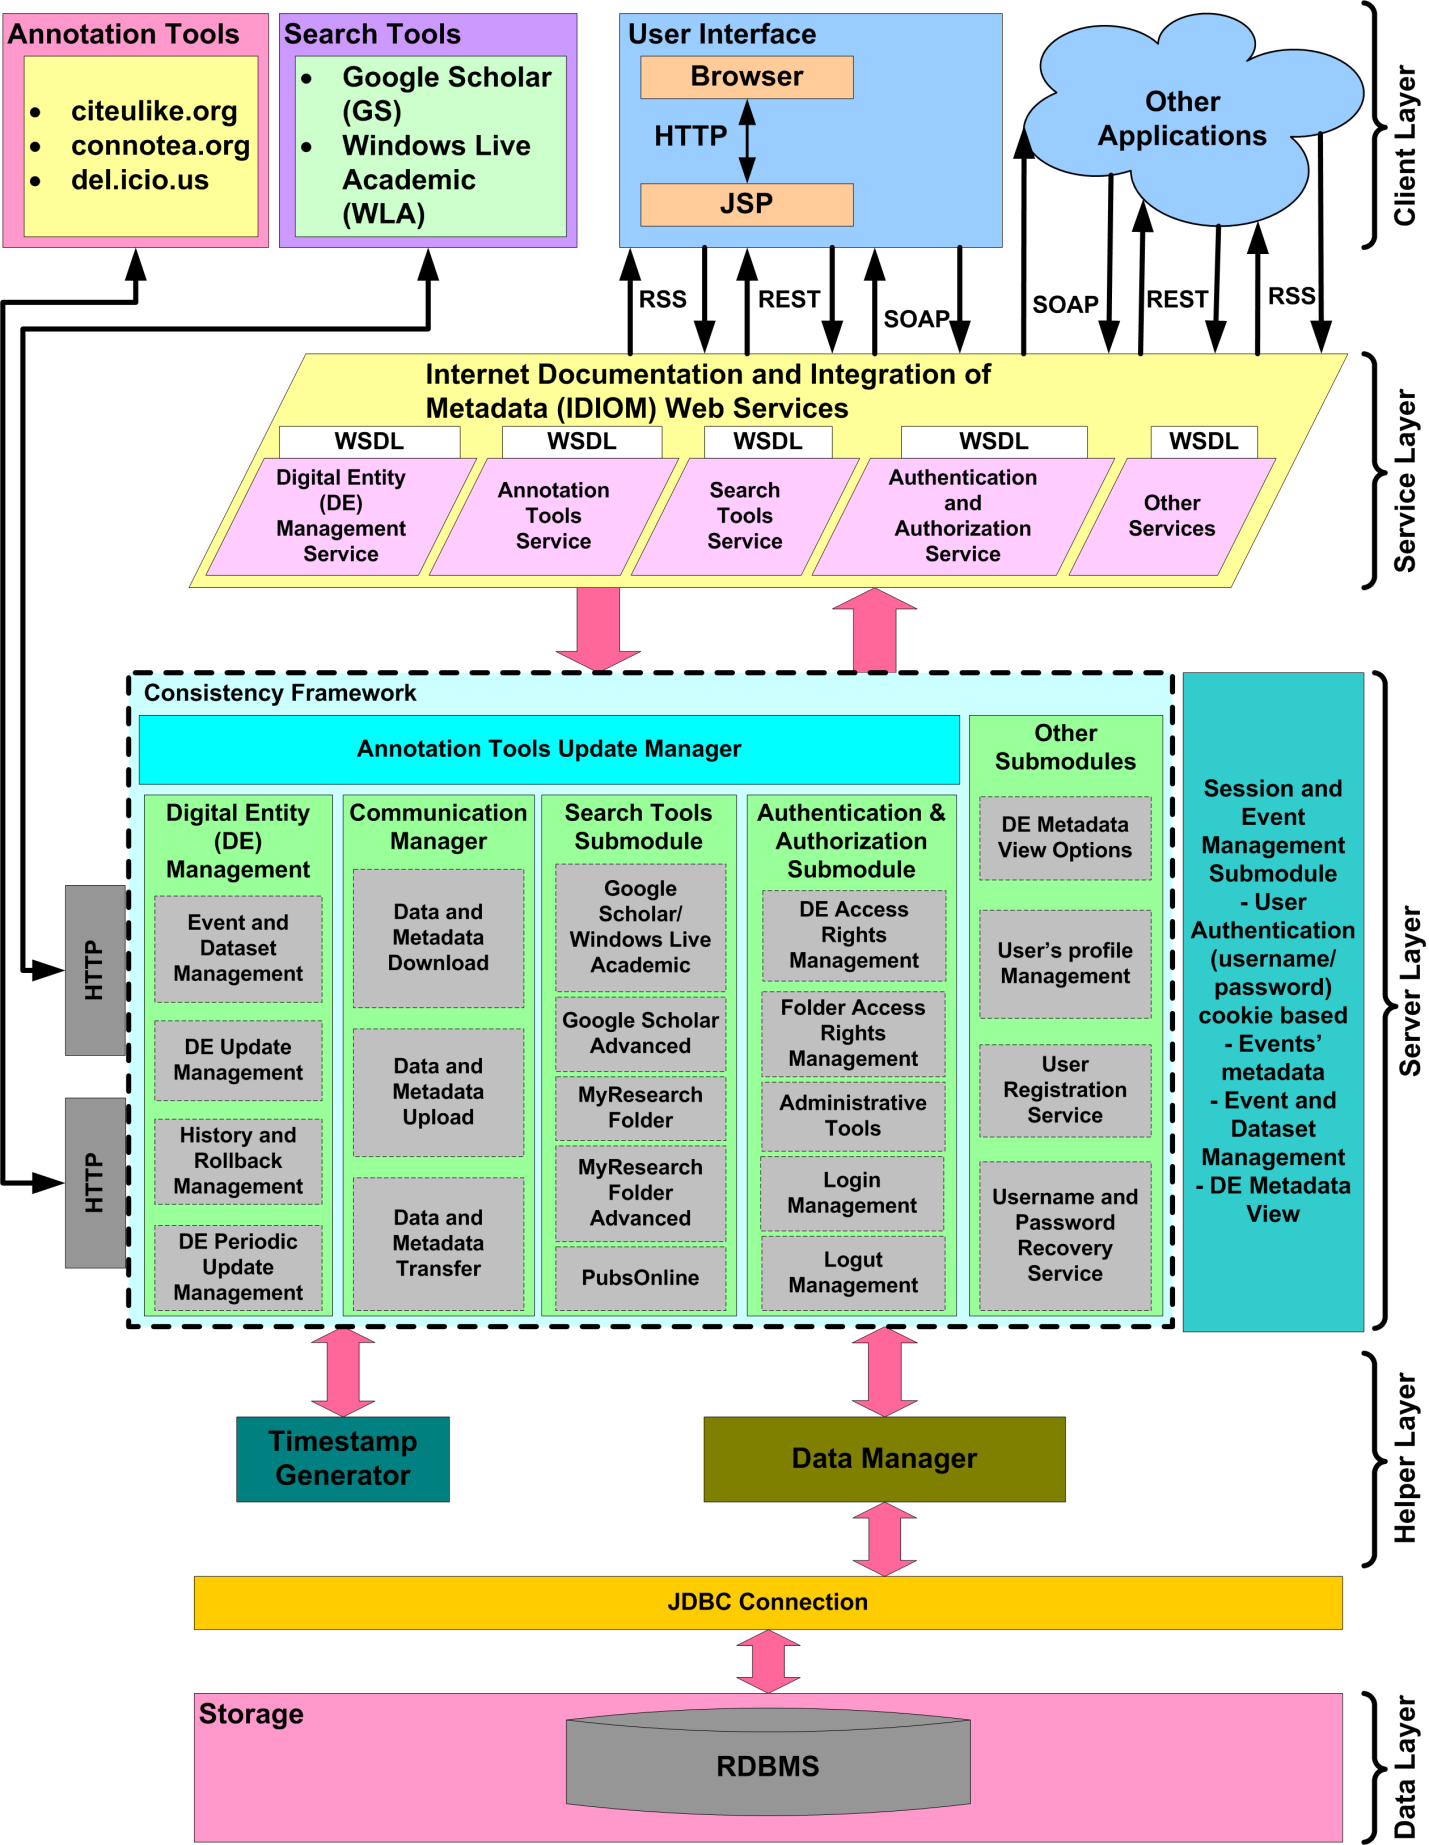 Annotation Tools
citeulike.org
connotea.org
del.icio.us
Search Tools
Google Scholar
(GS)
Windows Live
Academic
(WLA)
User Interface
Browser
HTTP
JSP
Other
Applications
Client Layer
RSS
REST
SOAP
SOAP
REST
RSS
Internet Documentation and Integration of
Metadata (IDIOM) Web Services
WSDL
WSDL
WSDL
WSDL
WSDL
Digital Entity
(DE)
Management
Service
Annotation
Tools
Service
Search
Tools
Service
Authentication
and
Authorization
Service
Other
Services
Service Layer
Consistency Framework
Annotation Tools Update Manager
Digital Entity
(DE)
Management
Event and
Dataset
Management
DE Update
Management
History and
Rollback
Management
DE Periodic
Update
Management
Communication
Manager
Data and
Metadata
Download
Data and
Metadata
Upload
Data and
Metadata
Transfer
Search Tools
Submodule
Google
Scholar/
Windows Live
Academic
Google Scholar
Advanced
MyResearch
Folder
MyResearch
Folder
Advanced
PubsOnline
Authentication &
Authorization
Submodule
DE Access
Rights
Management
Folder Access
Rights
Management
Administrative
Tools
Login
Management
Logut
Management
Other
Submodules
DE Metadata
View Options
User's profile
Management
User
Registration
Service
Username and
Password
Recovery
Service
Session and
Event
Management
Submodule
- User
Authentication
(username/
password)
cookie based
- Events'
metadata
- Event and
Dataset
Management
- DE Metadata
View
Server Layer
HTTP
HTTP
Timestamp
Generator
Data Manager
Helper Layer
JDBC Connection
Storage
RDBMS
Data Layer